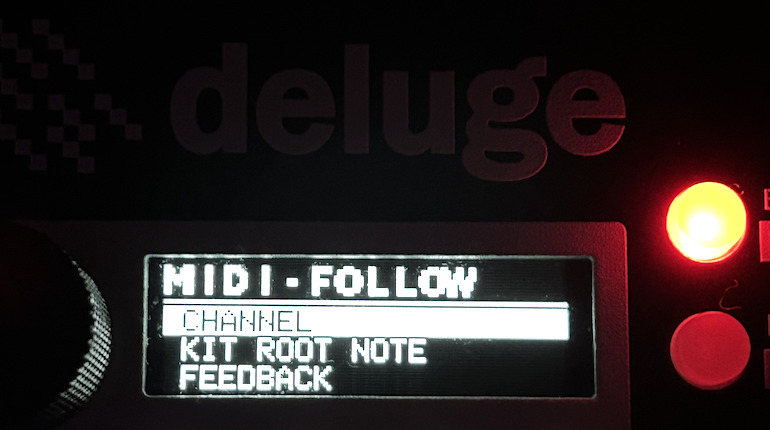 deluge
MIDI-FOLLOW
CHANNEL
KIT ROOT NOTE
FEEDBACK